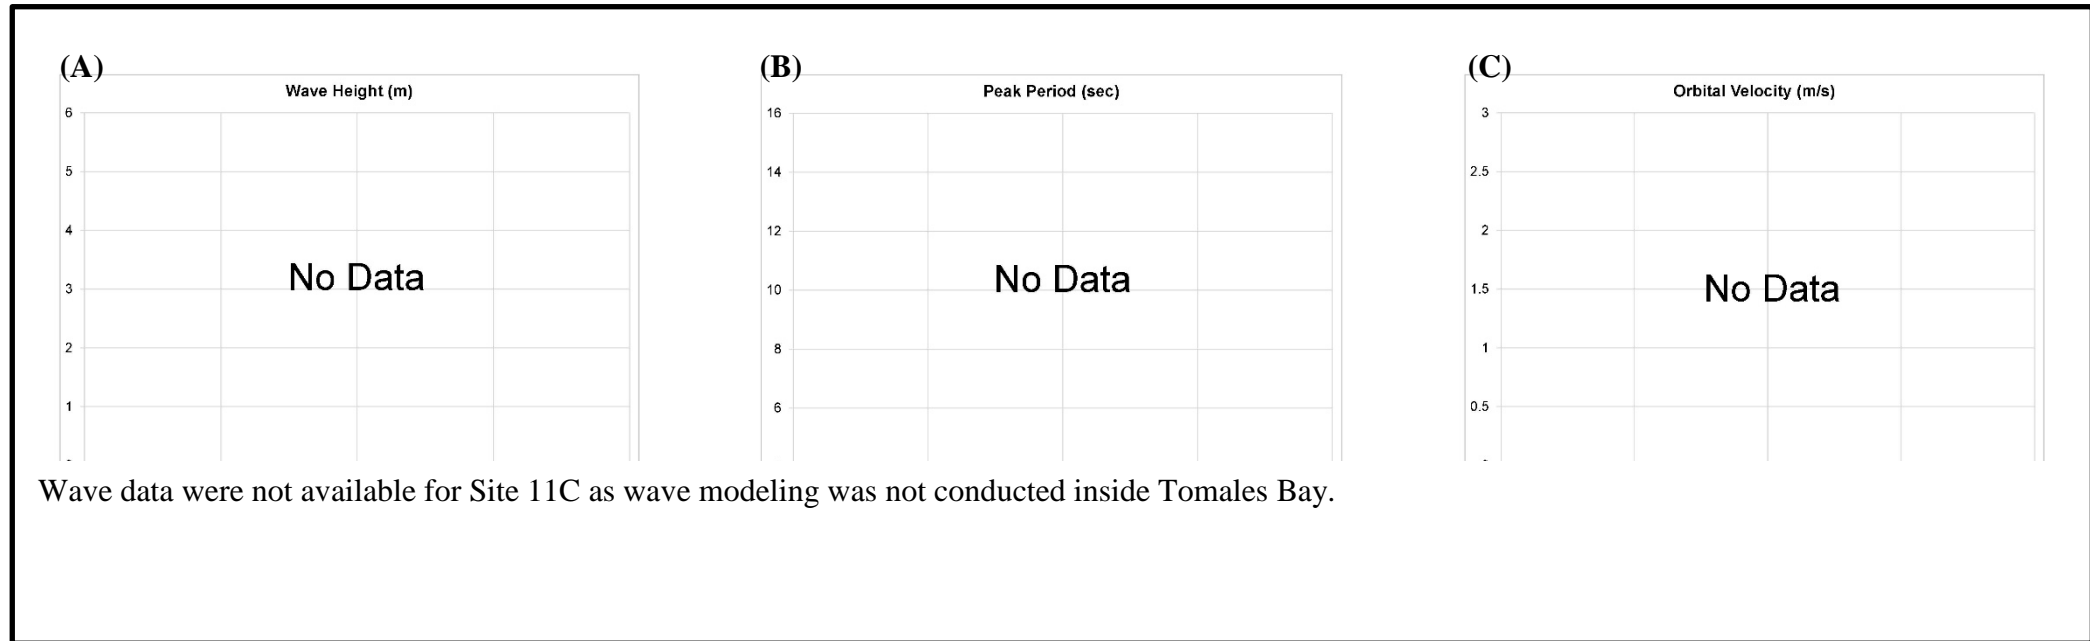 (A)
Wave Height (m)
6
5
4
3
2
1
No Data
(B)
Peak Period (sec)
16
14
12
10
8
6
No Data
(C)
Orbital Velocity (m/s)
3
2.5
2
1.5
1
0.5
No Data
Wave data were not available for Site 11C as wave modeling was not conducted inside Tomales Bay.